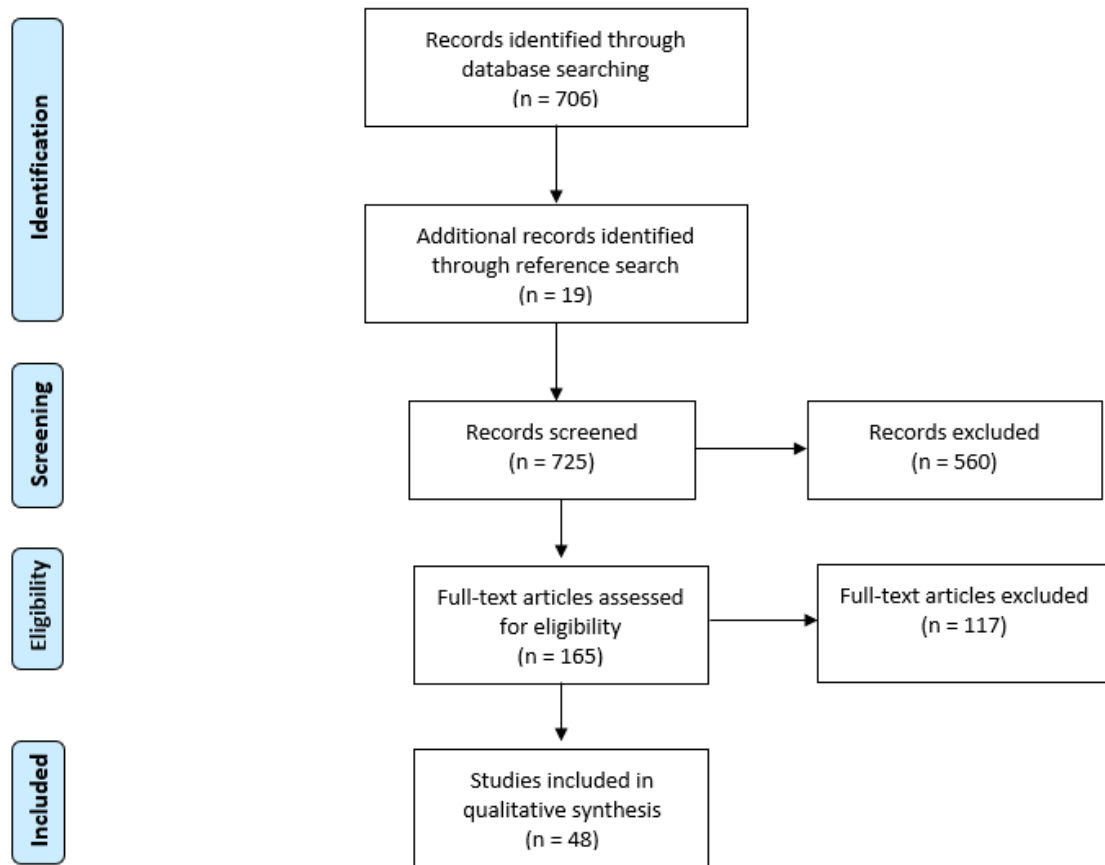 Identification
Records identified through
database searching
(n = 706)
Additional records identified
through reference search
(n = 19)
Screening
Records screened
(n = 725)
Records excluded
(n = 560)
Eligibility
Full-text articles assessed
for eligibility
(n = 165)
Full-text articles excluded
(n = 117)
Included
Studies included in
qualitative synthesis
(n = 48)